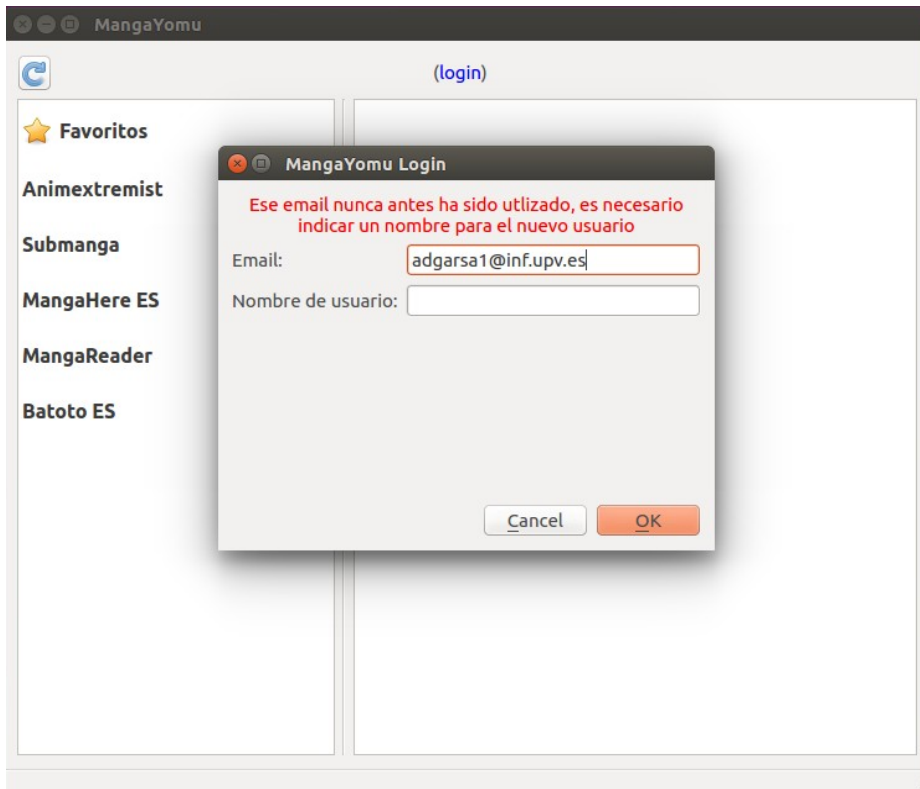 MangaYomu
(login)
Favoritos
Animextremist
Submanga
MangaHere ES
MangaReader
Batoto ES
MangaYomu Login
Ese email nunca antes ha sido utlizado, es necesario
indicar un nombre para el nuevo usuario
Email: adgarsa1@inf.upv.es
Nombre de usuario:
Cancel OK